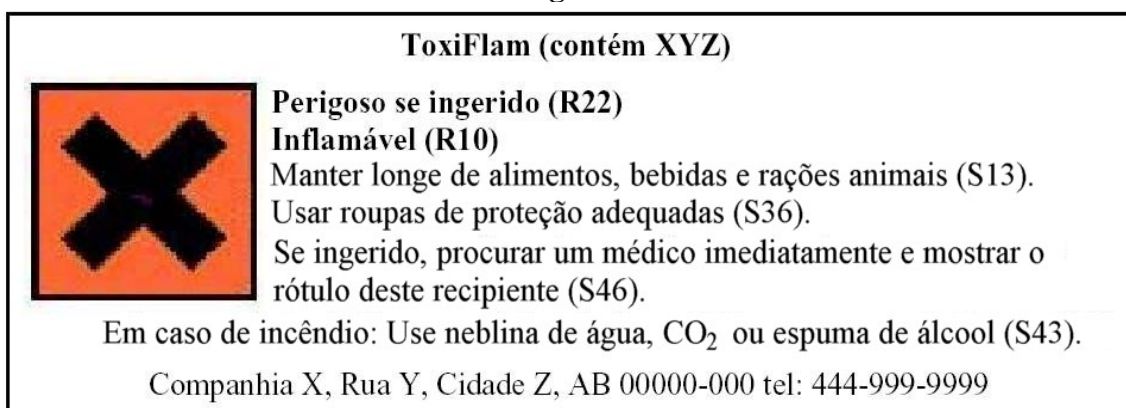 ToxiFlam (contém XYZ)
Perigoso se ingerido (R22)
Inflamável (R10)
Manter longe de alimentos, bebidas e rações animais (S13).
Usar roupas de proteção adequadas (S36).
Se ingerido, procurar um médico imediatamente e mostrar o
rótulo deste recipiente (S46).
Em caso de incêndio: Use neblina de água, CO₂ ou espuma de álcool (S43).
Companhia X, Rua Y, Cidade Z, AB 00000-000 tel: 444-999-9999